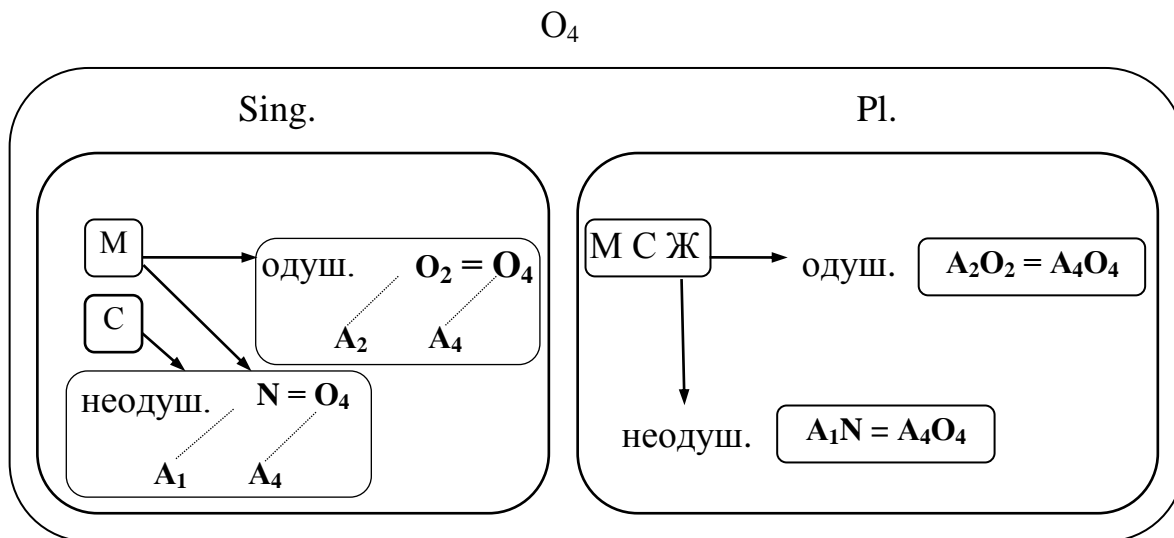 O₄
Sing.
Pl.
М
одуш. O₂ = O₄
A₂ A₄
С
неодуш. N = O₄
A₁ A₄
М С Ж
одуш. A₂O₂ = A₄O₄
неодуш. A₁N = A₄O₄